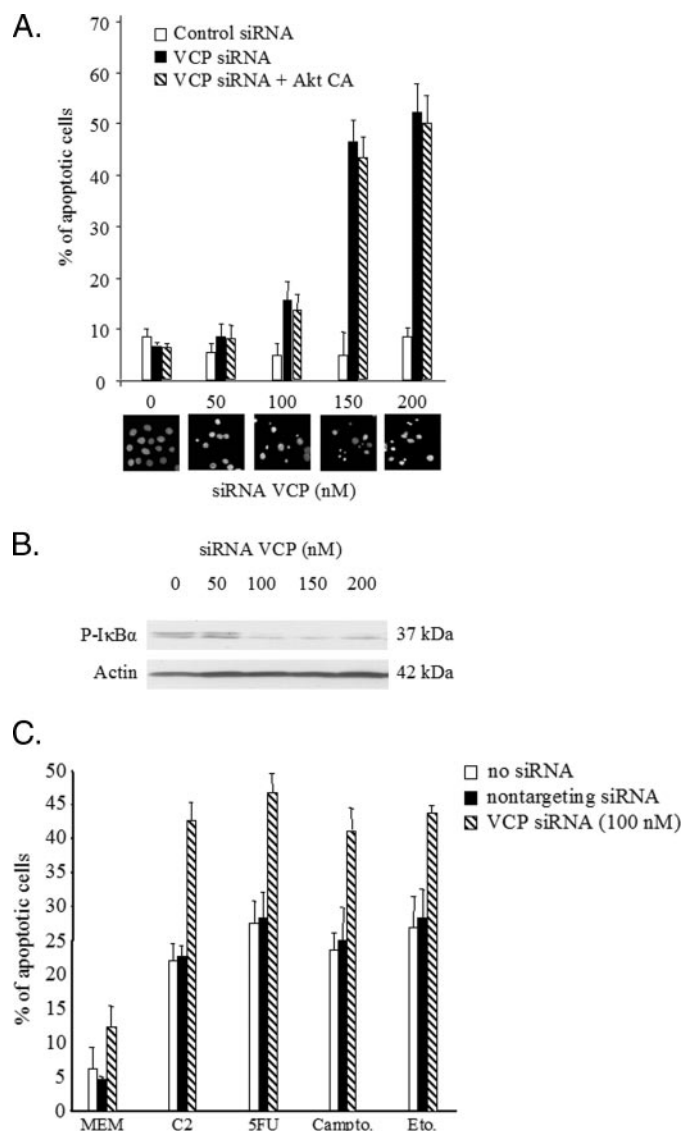 A.
70
60
50
40
30
20
10
0
% of apoptotic cells
Control siRNA
VCP siRNA
VCP siRNA + Akt CA
0 50 100 150 200
siRNA VCP (nM)
B.
siRNA VCP (nM)
0 50 100 150 200
P-IκBα 37 kDa
Actin 42 kDa
C.
50
45
40
35
30
25
20
15
10
5
0
% of apoptotic cells
no siRNA
nontargeting siRNA
VCP siRNA (100 nM)
MEM C2 5FU Campto. Eto.